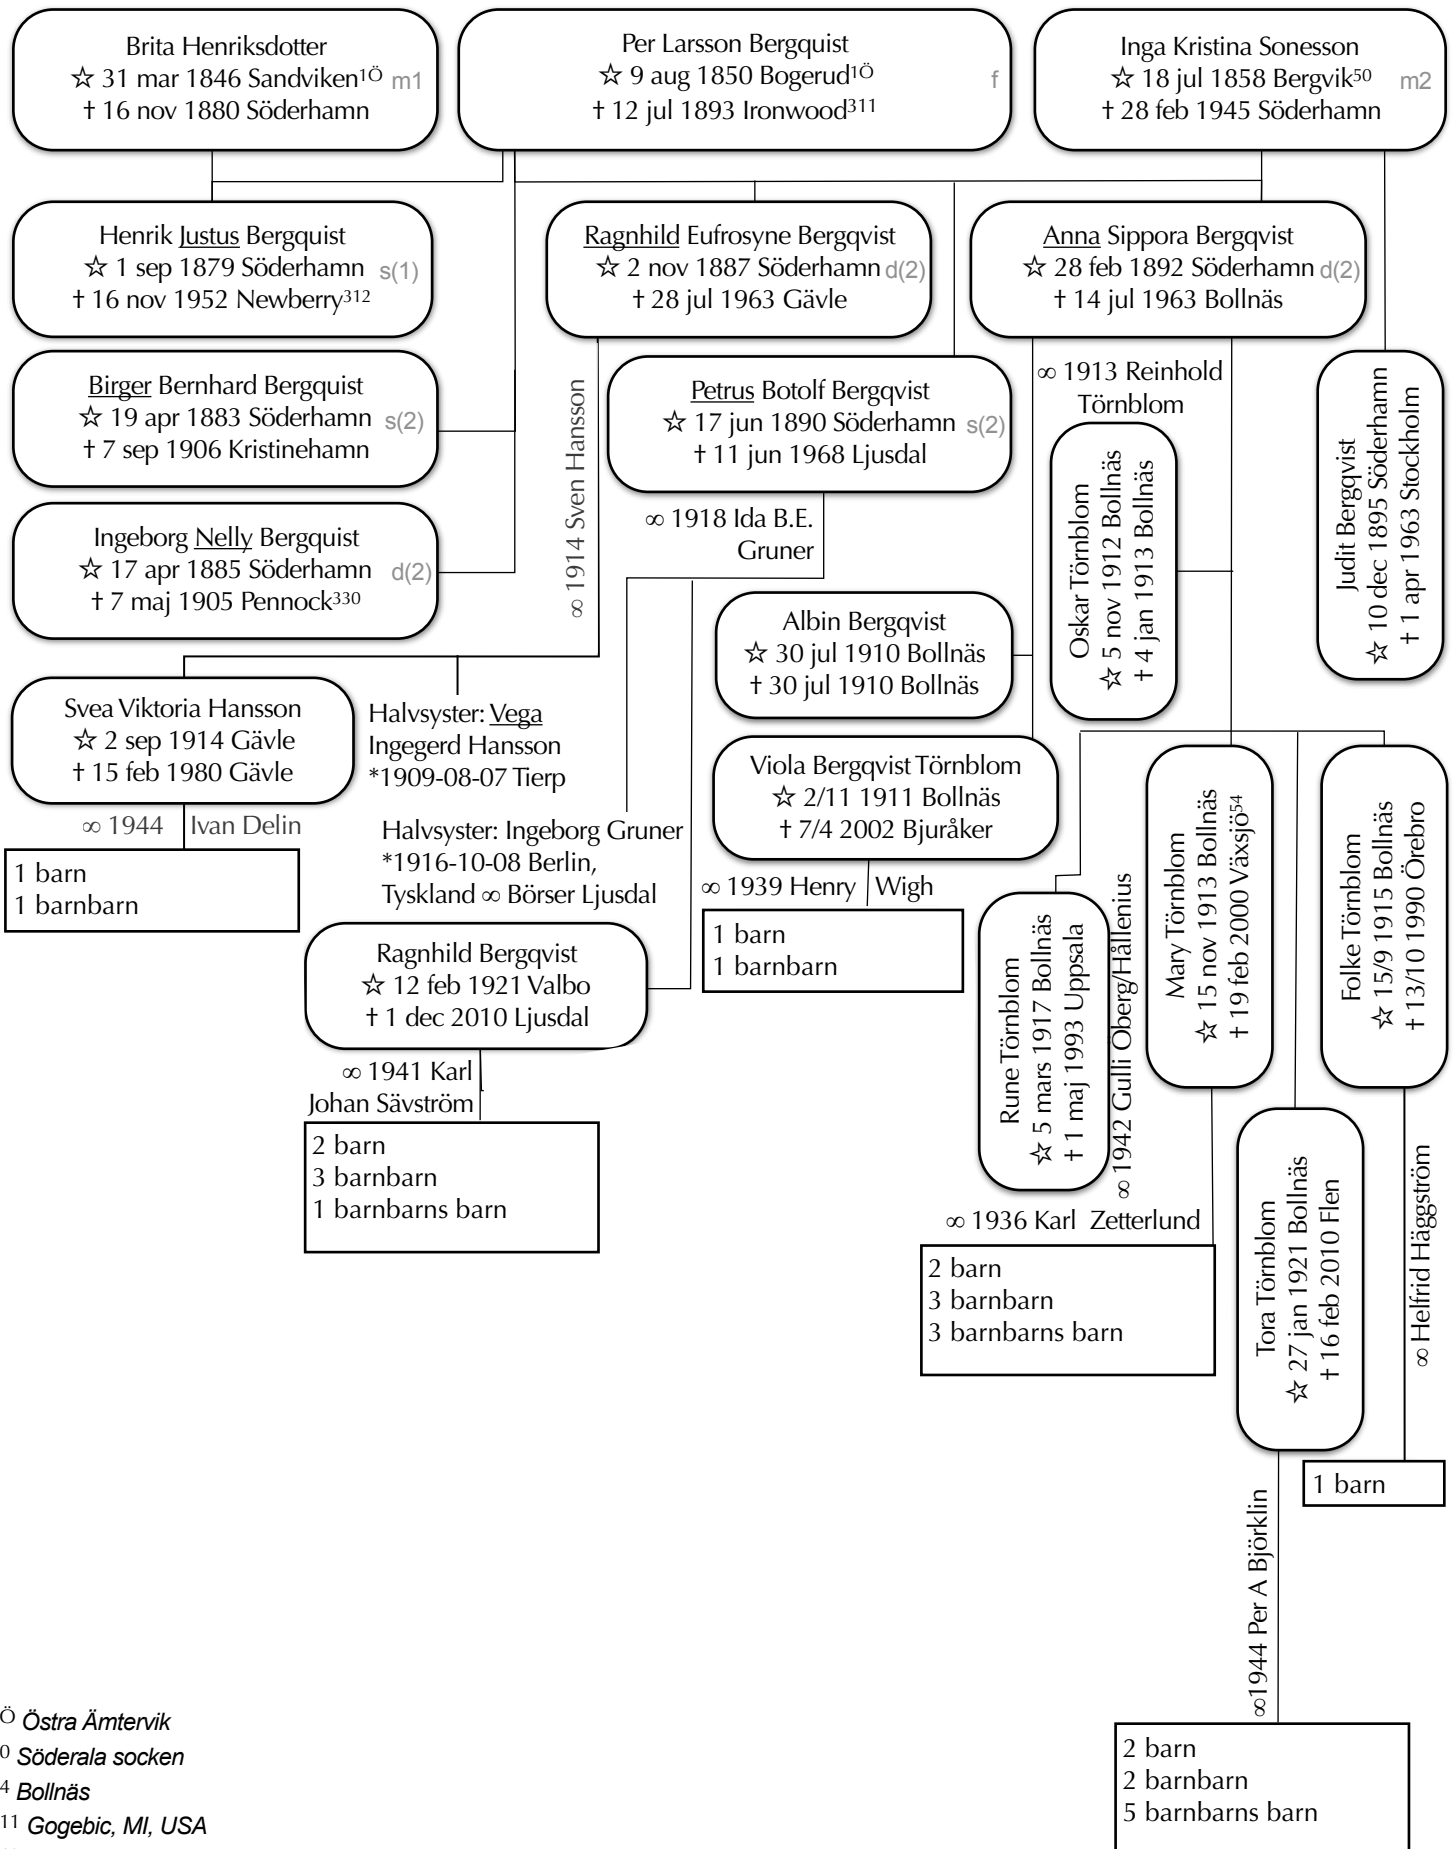 Brita Henriksdotter
☆ 31 mar 1846 Sandviken¹Ö m1
† 16 nov 1880 Söderhamn
Per Larsson Bergquist
☆ 9 aug 1850 Bogerud¹Ö f
† 12 jul 1893 Ironwood³¹¹
Inga Kristina Sonesson
☆ 18 jul 1858 Bergvik⁵⁰ m2
† 28 feb 1945 Söderhamn
Henrik Justus Bergquist
☆ 1 sep 1879 Söderhamn s(1)
† 16 nov 1952 Newberry³¹²
Ragnhild Eufrosyne Bergqvist
☆ 2 nov 1887 Söderhamn d(2)
† 28 jul 1963 Gävle
Anna Sippora Bergqvist
☆ 28 feb 1892 Söderhamn d(2)
† 14 jul 1963 Bollnäs
Birger Bernhard Bergquist
☆ 19 apr 1883 Söderhamn s(2)
† 7 sep 1906 Kristinehamn
∞ 1914 Sven Hansson
Petrus Botolf Bergqvist
☆ 17 jun 1890 Söderhamn s(2)
† 11 jun 1968 Ljusdal
∞ 1913 Reinhold
Törnblom
Oskar Törnblom
☆ 5 nov 1912 Bollnäs
† 4 jan 1913 Bollnäs
Judit Bergqvist
☆ 10 dec 1895 Söderhamn
† 1 apr 1963 Stockholm
Ingeborg Nelly Bergquist
☆ 17 apr 1885 Söderhamn d(2)
† 7 maj 1905 Pennock³³⁰
∞ 1918 Ida B.E.
Gruner
Albin Bergqvist
☆ 30 jul 1910 Bollnäs
† 30 jul 1910 Bollnäs
Svea Viktoria Hansson
☆ 2 sep 1914 Gävle
† 15 feb 1980 Gävle
Halvsyster: Vega
Ingegerd Hansson
*1909-08-07 Tierp
Viola Bergqvist Törnblom
☆ 2/11 1911 Bollnäs
† 7/4 2002 Bjuråker
∞ 1944 Ivan Delin
1 barn
1 barnbarn
Halvsyster: Ingeborg Gruner
*1916-10-08 Berlin,
Tyskland ∞ Börser Ljusdal
∞ 1939 Henry Wigh
1 barn
1 barnbarn
Rune Törnblom
☆ 5 mars 1917 Bollnäs
† 1 maj 1993 Uppsala
∞ 1942 Gulli Öberg/Hållenius
Mary Törnblom
☆ 15 nov 1913 Bollnäs
† 19 feb 2000 Växsjö⁵⁴
Folke Törnblom
☆ 15/9 1915 Bollnäs
† 13/10 1990 Örebro
Ragnhild Bergqvist
☆ 12 feb 1921 Valbo
† 1 dec 2010 Ljusdal
∞ 1941 Karl
Johan Sävström
2 barn
3 barnbarn
1 barnbarns barn
∞ 1936 Karl Zetterlund
2 barn
3 barnbarn
3 barnbarns barn
Tora Törnblom
☆ 27 jan 1921 Bollnäs
† 16 feb 2010 Flen
∞ Helfrid Häggström
1 barn
∞1944 Per A Björklin
2 barn
2 barnbarn
5 barnbarns barn
Ö Östra Ämtervik
⁰ Söderala socken
⁴ Bollnäs
¹¹ Gogebic, MI, USA